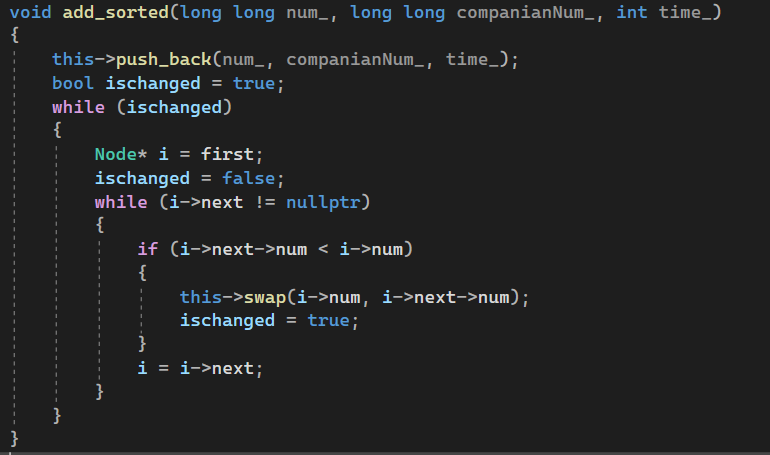 void add_sorted(long long num_, long long companianNum_, int time_)
{
    this->push_back(num_, companianNum_, time_);
    bool ischanged = true;
    while (ischanged)
    {
        Node* i = first;
        ischanged = false;
        while (i->next != nullptr)
        {
            if (i->next->num < i->num)
            {
                this->swap(i->num, i->next->num);
                ischanged = true;
            }
            i = i->next;
        }
    }
}